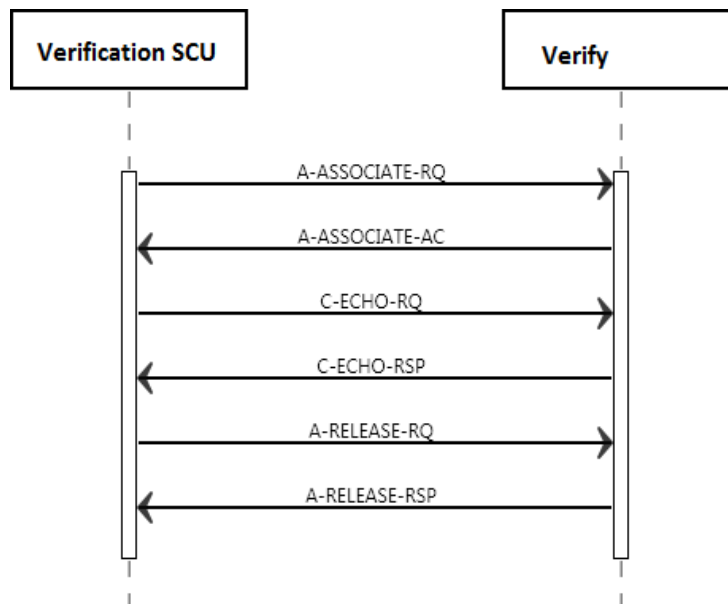 Verification SCU
Verify
A-ASSOCIATE-RQ
A-ASSOCIATE-AC
C-ECHO-RQ
C-ECHO-RSP
A-RELEASE-RQ
A-RELEASE-RSP